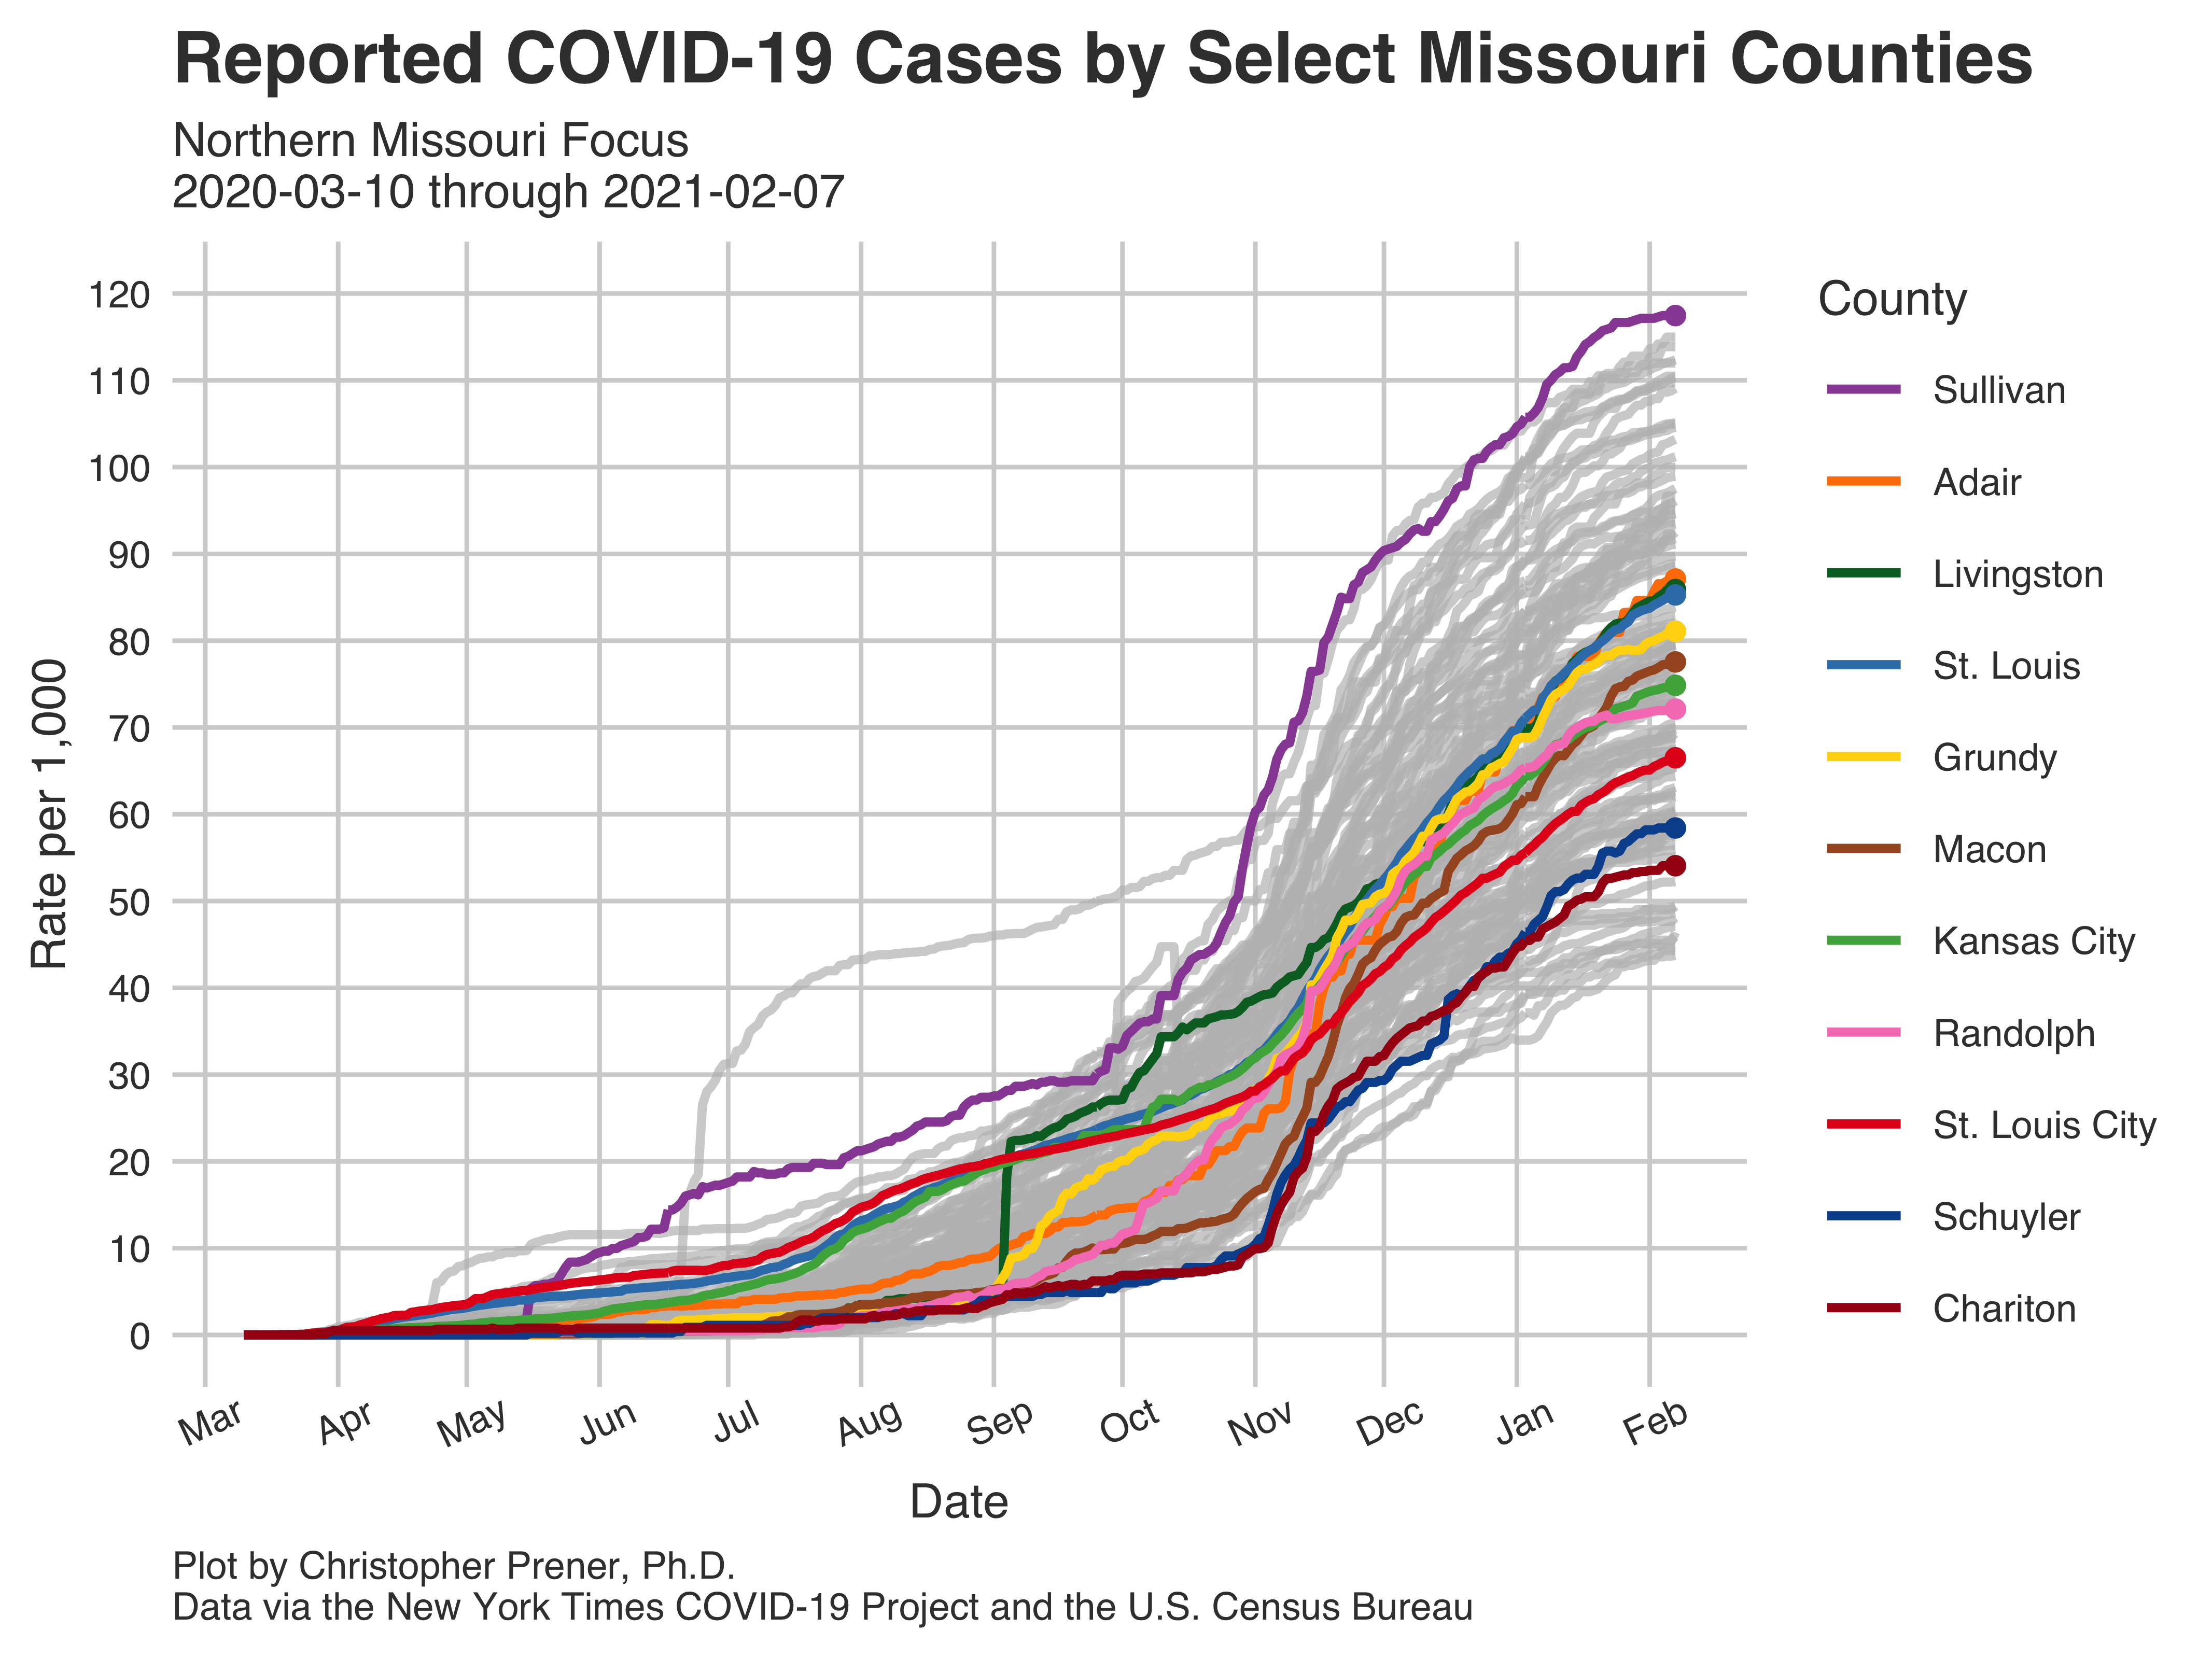 Reported COVID-19 Cases by Select Missouri Counties
Northern Missouri Focus
2020-03-10 through 2021-02-07
120
110
100
90
80
70
60
50
40
30
20
10
0
Rate per 1,000
Mar Apr May Jun Jul Aug Sep Oct Nov Dec Jan Feb
Date
County
Sullivan
Adair
Livingston
St. Louis
Grundy
Macon
Kansas City
Randolph
St. Louis City
Schuyler
Chariton
Plot by Christopher Prener, Ph.D.
Data via the New York Times COVID-19 Project and the U.S. Census Bureau